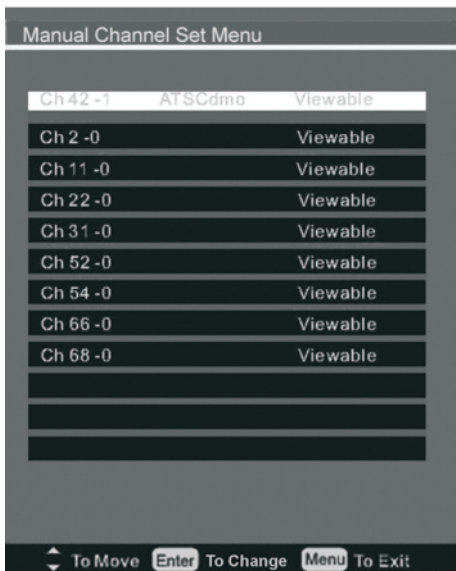 Manual Channel Set Menu
Ch 42 -1 ATSCdmo Viewable
Ch 2 -0 Viewable
Ch 11 -0 Viewable
Ch 22 -0 Viewable
Ch 31 -0 Viewable
Ch 52 -0 Viewable
Ch 54 -0 Viewable
Ch 66 -0 Viewable
Ch 68 -0 Viewable
To Move Enter To Change Menu To Exit